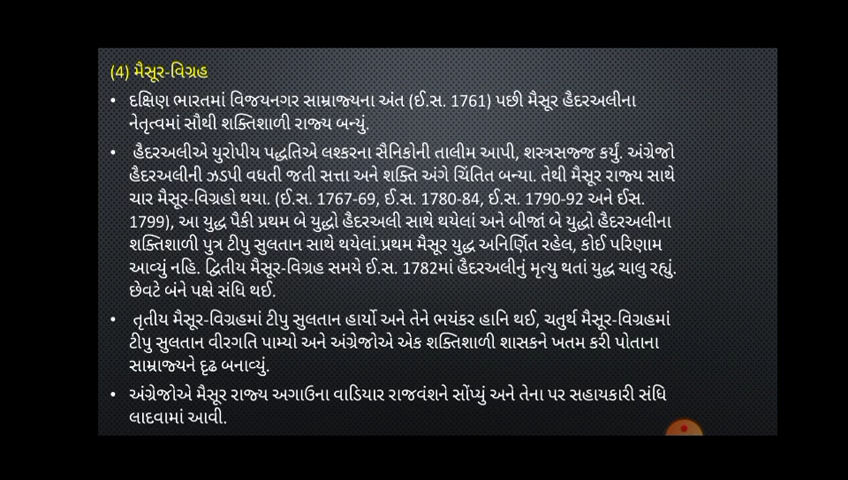 (4) મૈસૂર-વિગ્રહ
• દક્ષિણ ભારતમાં વિજયનગર સામ્રાજ્યના અંત (ઈ.સ. 1761) પછી મૈસૂર હૈદરઅલીના
નેતૃત્વમાં સૌથી શક્તિશાળી રાજ્ય બન્યું.
• હૈદરઅલીએ યુરોપીય પદ્ધતિએ લશ્કરના સૈનિકોની તાલીમ આપી, શસ્ત્રસજ્જ કર્યું. અંગ્રેજો
હૈદરઅલીની ઝડપી વધતી જતી સત્તા અને શક્તિ અંગે ચિંતિત બન્યા. તેથી મૈસૂર રાજ્ય સાથે
ચાર મૈસૂર-વિગ્રહો થયા. (ઈ.સ. 1767-69, ઈ.સ. 1780-84, ઈ.સ. 1790-92 અને ઈસ.
1799), આ યુદ્ધ પૈકી પ્રથમ બે યુદ્ધો હૈદરઅલી સાથે થયેલાં અને બીજાં બે યુદ્ધો હૈદરઅલીના
શક્તિશાળી પુત્ર ટીપુ સુલતાન સાથે થયેલાં.પ્રથમ મૈસૂર યુદ્ધ અનિર્ણિત રહેલ, કોઈ પરિણામ
આવ્યું નહિ. દ્વિતીય મૈસૂર-વિગ્રહ સમયે ઈ.સ. 1782માં હૈદરઅલીનું મૃત્યુ થતાં યુદ્ધ ચાલુ રહ્યું.
છેવટે બંને પક્ષે સંધિ થઈ.
• તૃતીય મૈસૂર-વિગ્રહમાં ટીપુ સુલતાન હાર્યો અને તેને ભયંકર હાનિ થઈ, ચતુર્થ મૈસૂર-વિગ્રહમાં
ટીપુ સુલતાન વીરગતિ પામ્યો અને અંગ્રેજોએ એક શક્તિશાળી શાસકને ખતમ કરી પોતાના
સામ્રાજ્યને દૃઢ બનાવ્યું.
• અંગ્રેજોએ મૈસૂર રાજ્ય અગાઉના વાડિયાર રાજવંશને સોંપ્યું અને તેના પર સહાયકારી સંધિ
લાદવામાં આવી.